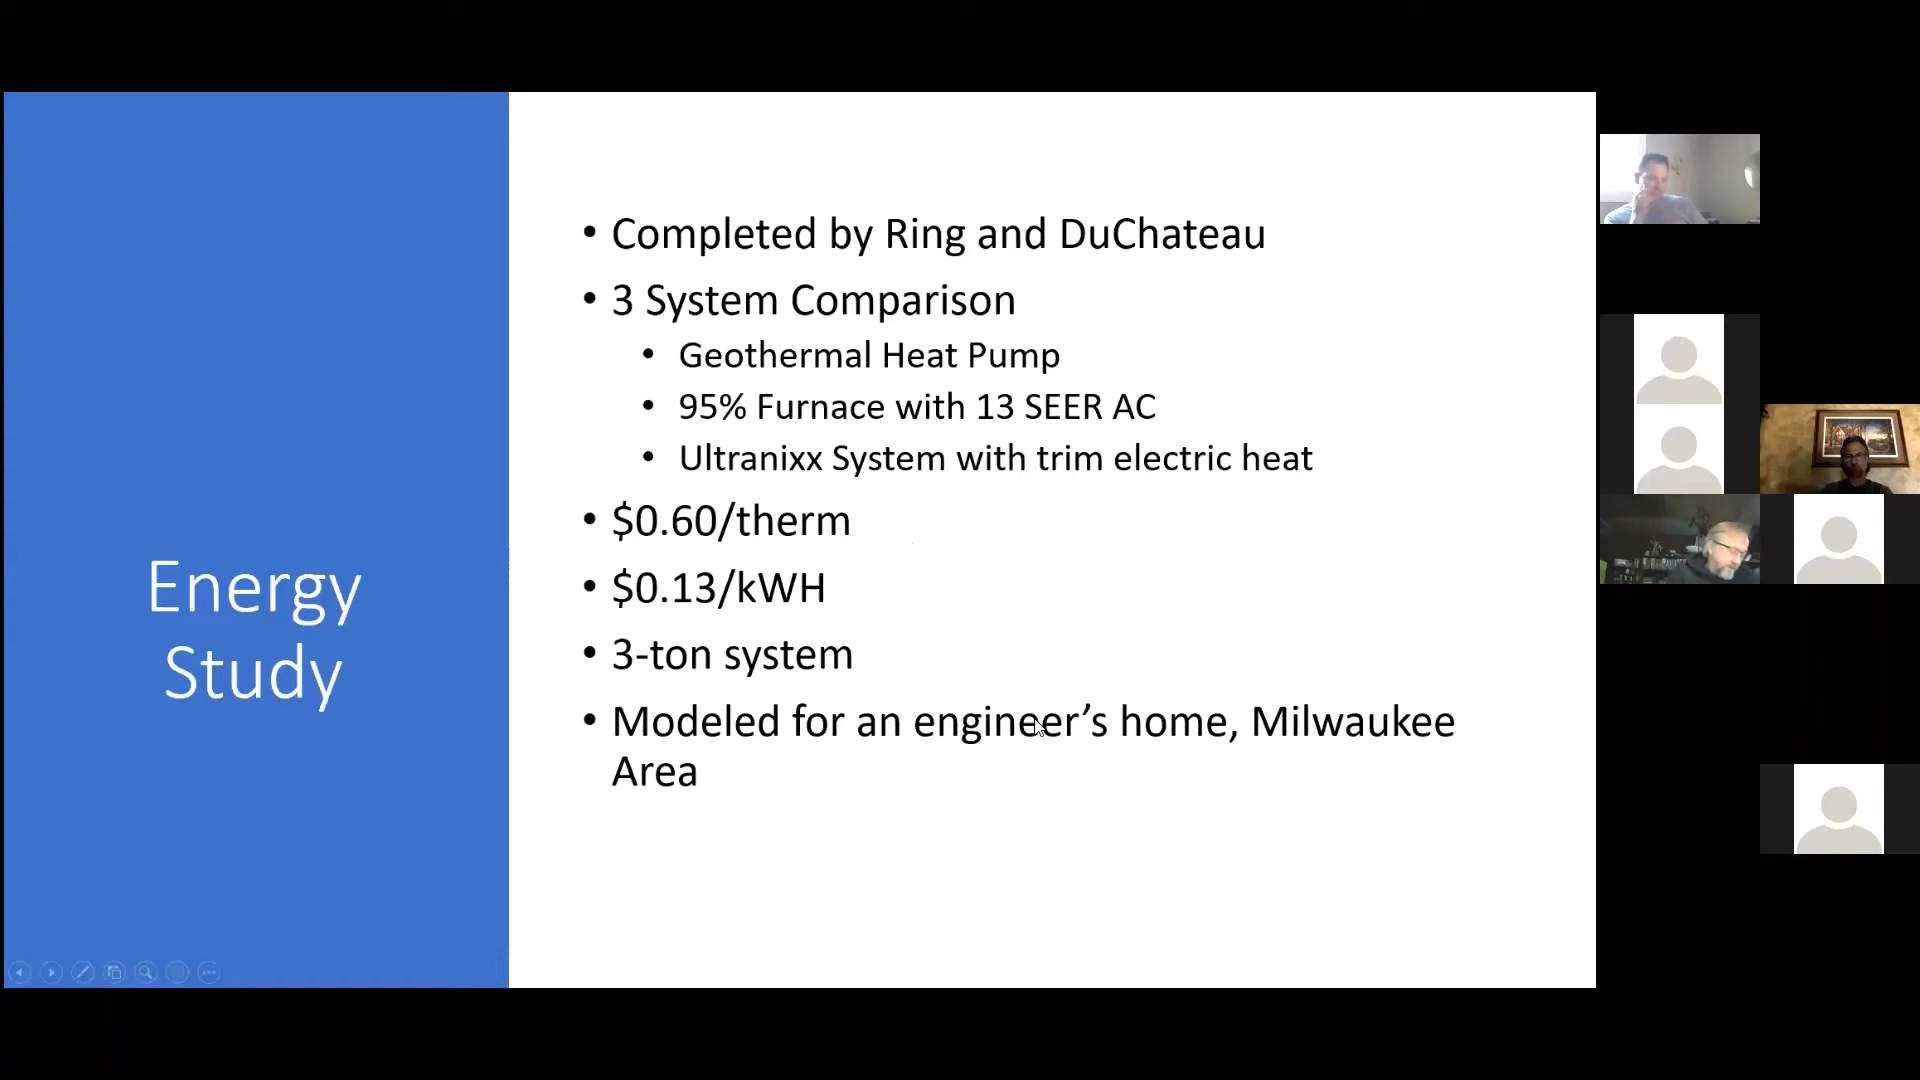 Energy
Study
• Completed by Ring and DuChateau
• 3 System Comparison
• Geothermal Heat Pump
• 95% Furnace with 13 SEER AC
• Ultranixx System with trim electric heat
• $0.60/therm
• $0.13/kWH
• 3-ton system
• Modeled for an engineer’s home, Milwaukee
Area